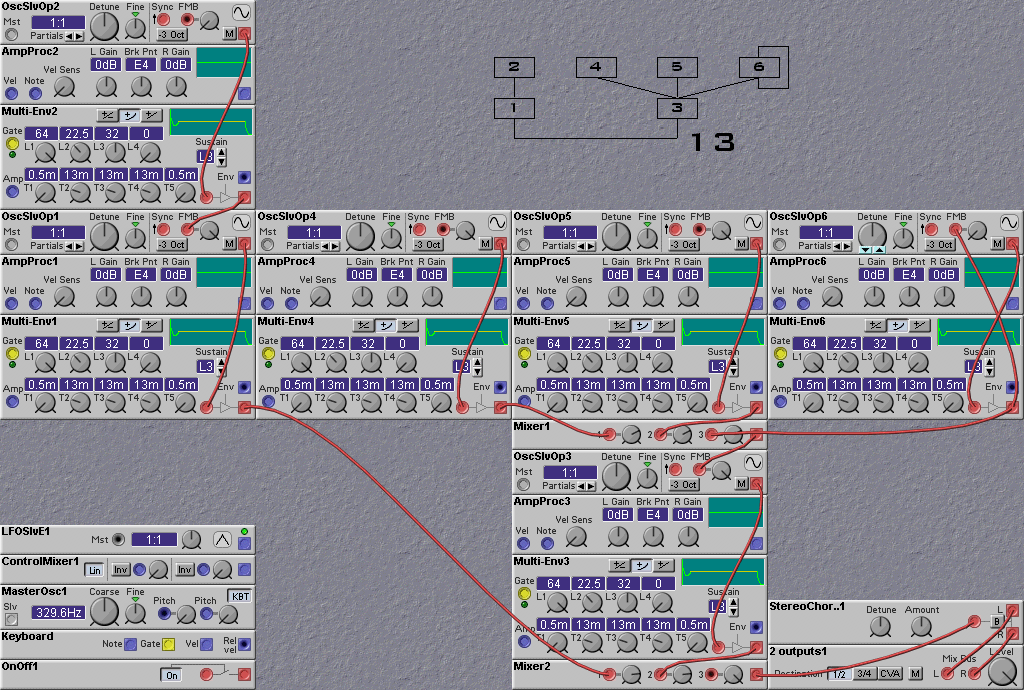 OscSlvOp2 Detune Fine Sync FMB
Mst 1:1
Partials -3 Oct M
AmpProc2 L Gain Brk Pnt R Gain
Vel Sens 0dB E4 0dB
Vel Note
Multi-Env2
Gate 64 22.5 32 0
L1 L2 L3 L4 Sustain
L3
Amp 0.5m 13m 13m 13m 0.5m Env
T1 T2 T3 T4 T5
2 4 5 6
1 3
13
OscSlvOp1 Detune Fine Sync FMB
Mst 1:1
Partials -3 Oct M
AmpProc1 L Gain Brk Pnt R Gain
Vel Sens 0dB E4 0dB
Vel Note
Multi-Env1
Gate 64 22.5 32 0
L1 L2 L3 L4 Sustain
L3
Amp 0.5m 13m 13m 13m 0.5m Env
T1 T2 T3 T4 T5
OscSlvOp4 Detune Fine Sync FMB
Mst 1:1
Partials -3 Oct M
AmpProc4 L Gain Brk Pnt R Gain
Vel Sens 0dB E4 0dB
Vel Note
Multi-Env4
Gate 64 22.5 32 0
L1 L2 L3 L4 Sustain
L3
Amp 0.5m 13m 13m 13m 0.5m Env
T1 T2 T3 T4 T5
OscSlvOp5 Detune Fine Sync FMB
Mst 1:1
Partials -3 Oct M
AmpProc5 L Gain Brk Pnt R Gain
Vel Sens 0dB E4 0dB
Vel Note
Multi-Env5
Gate 64 22.5 32 0
L1 L2 L3 L4 Sustain
L3
Amp 0.5m 13m 13m 13m 0.5m Env
T1 T2 T3 T4 T5
OscSlvOp6 Detune Fine Sync FMB
Mst 1:1
Partials -3 Oct M
AmpProc6 L Gain Brk Pnt R Gain
Vel Sens 0dB E4 0dB
Vel Note
Multi-Env6
Gate 64 22.5 32 0
L1 L2 L3 L4 Sustain
L3
Amp 0.5m 13m 13m 13m 0.5m Env
T1 T2 T3 T4 T5
Mixer1 1 2 3
OscSlvOp3 Detune Fine Sync FMB
Mst 1:1
Partials -3 Oct M
AmpProc3 L Gain Brk Pnt R Gain
Vel Sens 0dB E4 0dB
Vel Note
Multi-Env3
Gate 64 22.5 32 0
L1 L2 L3 L4 Sustain
Amp 0.5m 13m 13m 13m 0.5m Env
T1 T2 T3 T4 T5
Mixer2 1 2 3
LFOSlvE1
Mst 1:1
ControlMixer1
Lin Inv Inv
MasterOsc1 Coarse Fine KBT
Slv 329.6Hz Pitch Pitch
Keyboard
Note Gate Vel Rel vel
OnOff1
On
StereoChor..1 Detune Amount L
B
R
2 outputs1 Mix Bus Level
Destination 1/2 3/4 CVA M L R